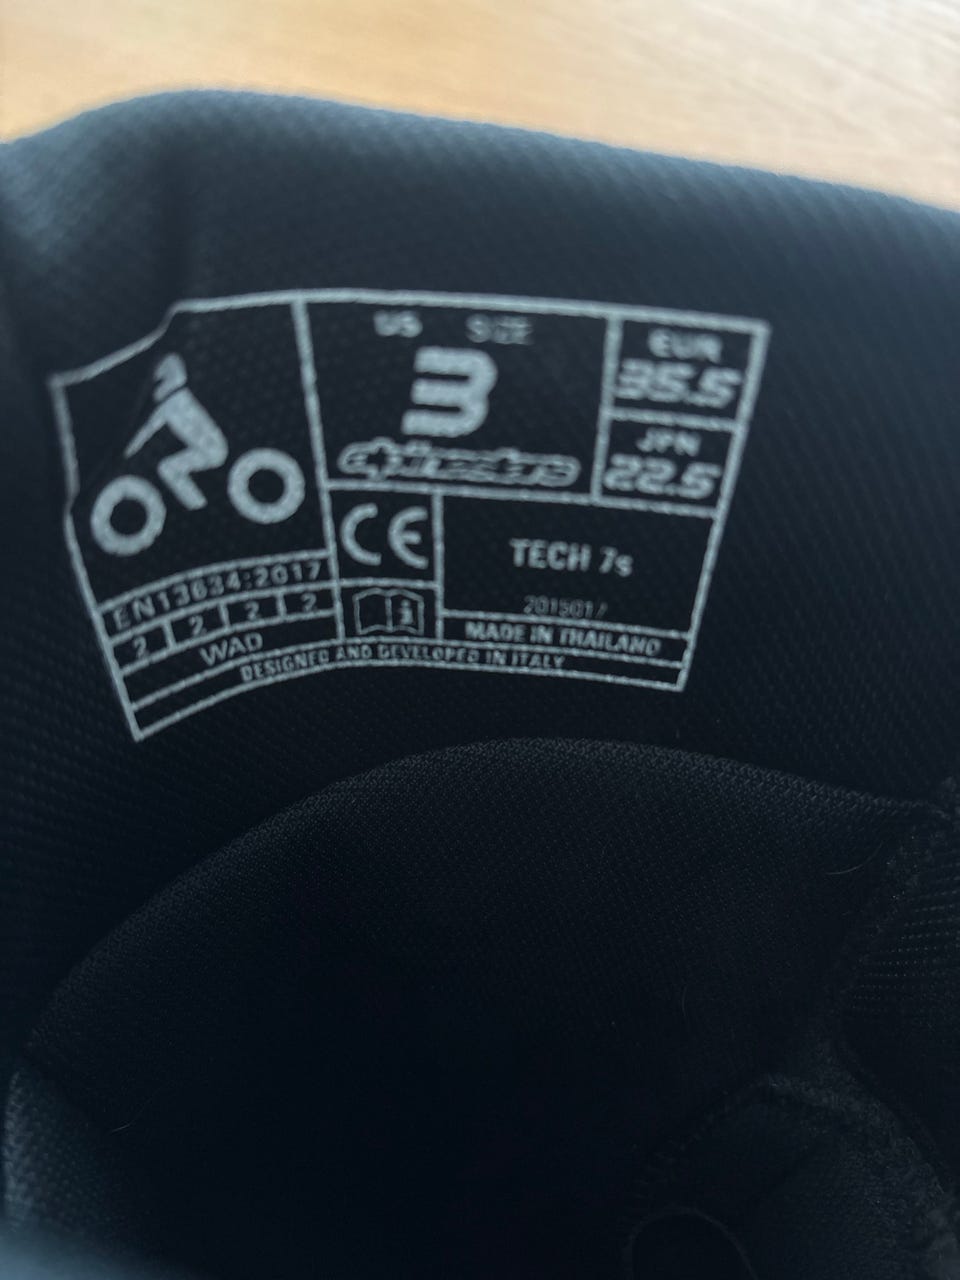 US SIZE
3
alpinestars
EUR
35.5
JPN
22.5
CE
TECH 7s
2015017
i
EN13634:2017
2 2 2 2
WAD
MADE IN THAILAND
DESIGNED AND DEVELOPED IN ITALY